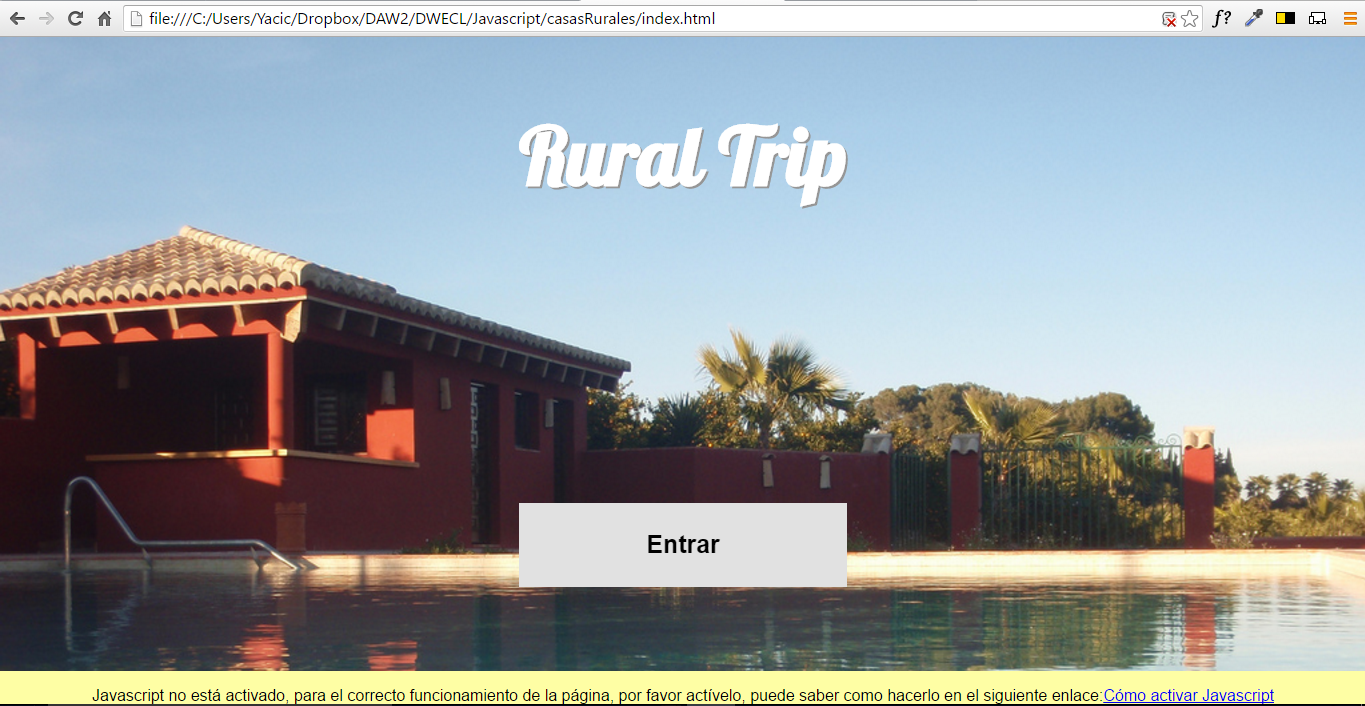 file:///C:/Users/Yacic/Dropbox/DAW2/DWECL/Javascript/casasRurales/index.html
f?
Rural Trip
Entrar
Javascript no está activado, para el correcto funcionamiento de la página, por favor actívelo, puede saber como hacerlo en el siguiente enlace:Cómo activar Javascript